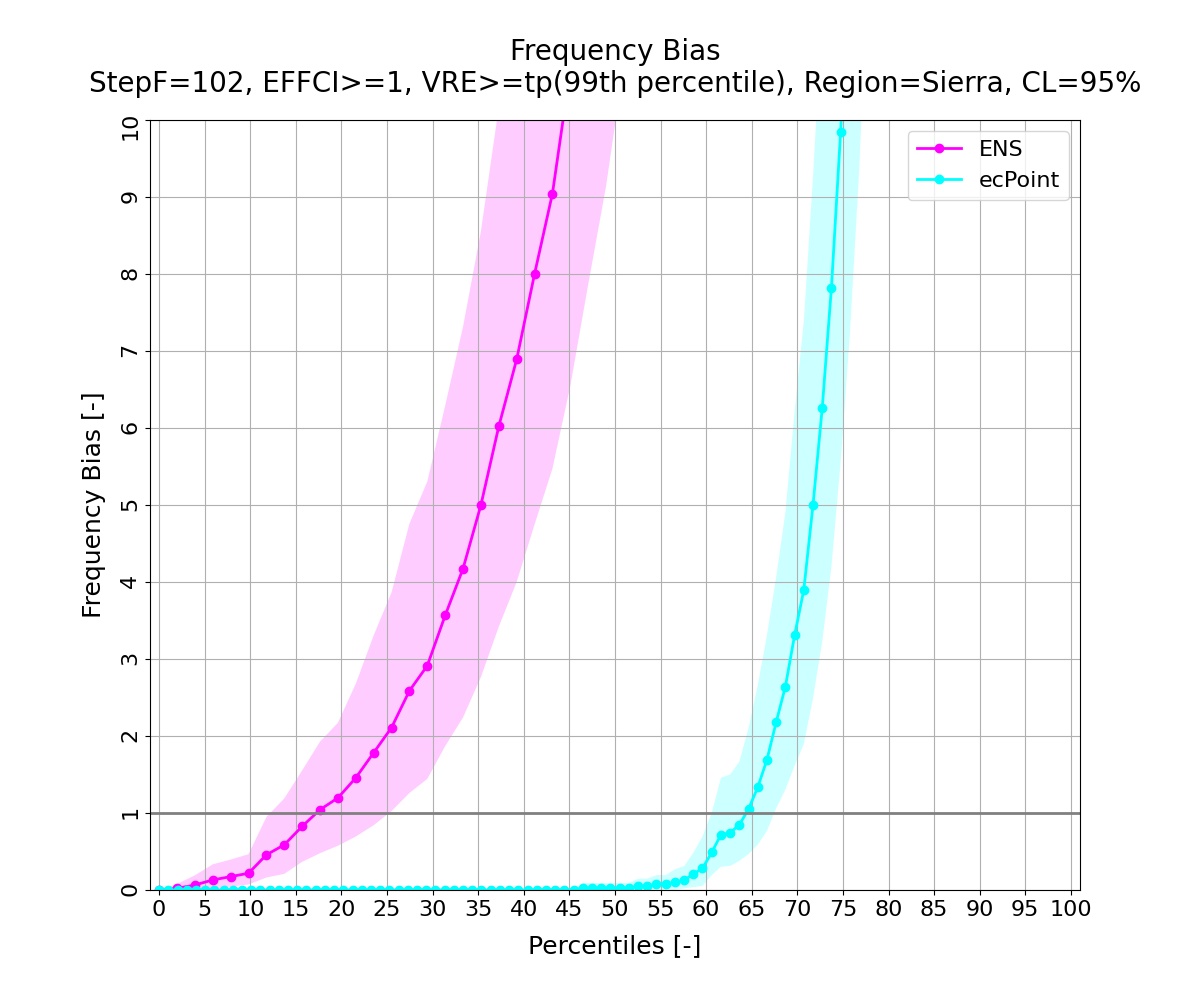 Frequency Bias
StepF=102, EFFCI>=1, VRE>=tp(99th percentile), Region=Sierra, CL=95%
10
9
8
7
6
5
4
3
2
1
0
Frequency Bias [-]
ENS
ecPoint
0 5 10 15 20 25 30 35 40 45 50 55 60 65 70 75 80 85 90 95 100
Percentiles [-]